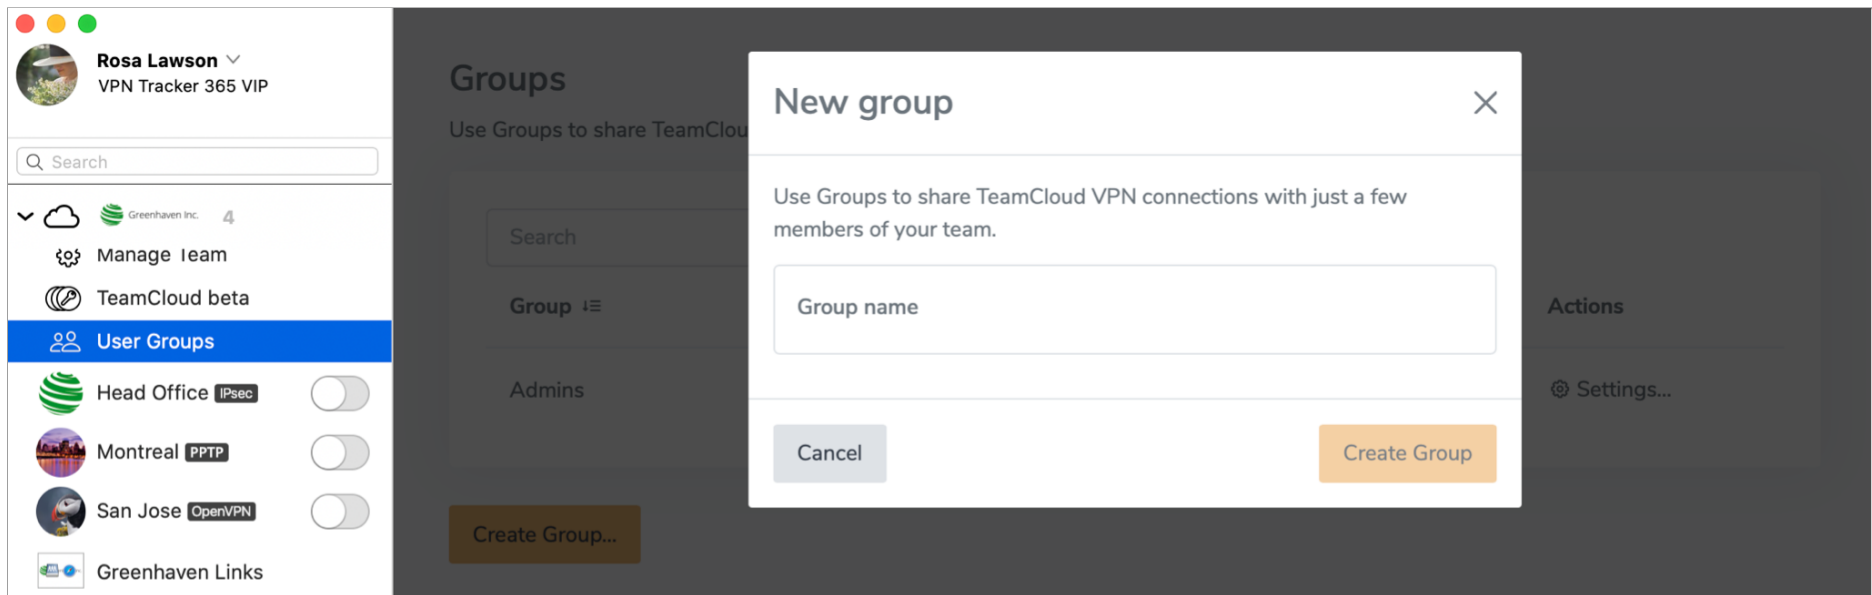 Rosa Lawson
VPN Tracker 365 VIP
Search
Greenhaven Inc. 4
Manage Team
TeamCloud beta
User Groups
Head Office IPsec
Montreal PPTP
San Jose OpenVPN
Greenhaven Links
Groups
Use Groups to share TeamClou
Search
Group
Actions
Admins
Settings...
Create Group...
New group
Use Groups to share TeamCloud VPN connections with just a few
members of your team.
Group name
Cancel
Create Group